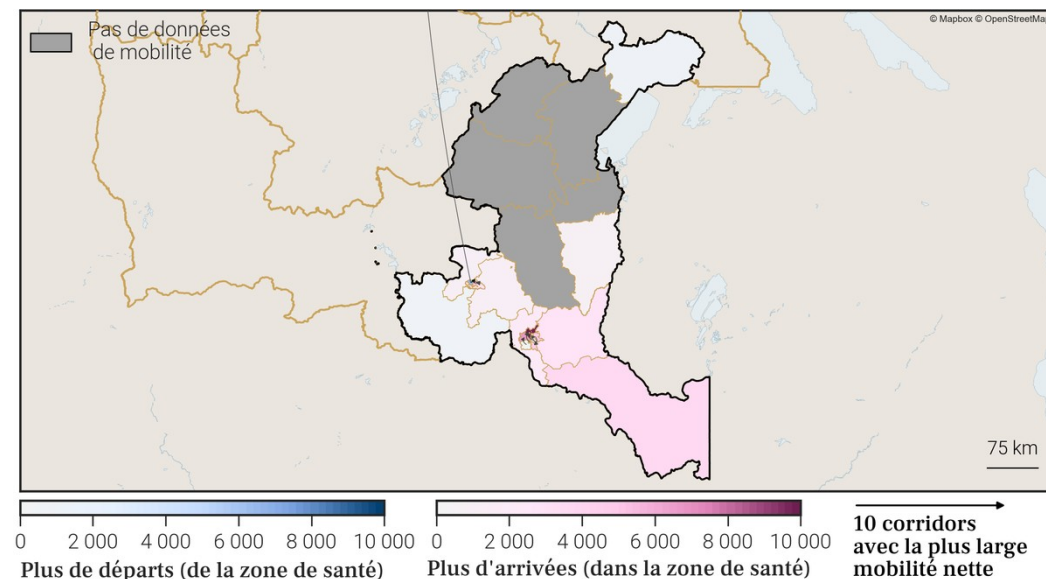 © Mapbox © OpenStreetMap
Pas de données
de mobilité
75 km
0 2 000 4 000 6 000 8 000 10 000
Plus de départs (de la zone de santé)
0 2 000 4 000 6 000 8 000 10 000
Plus d'arrivées (dans la zone de santé)
10 corridors
avec la plus large
mobilité nette